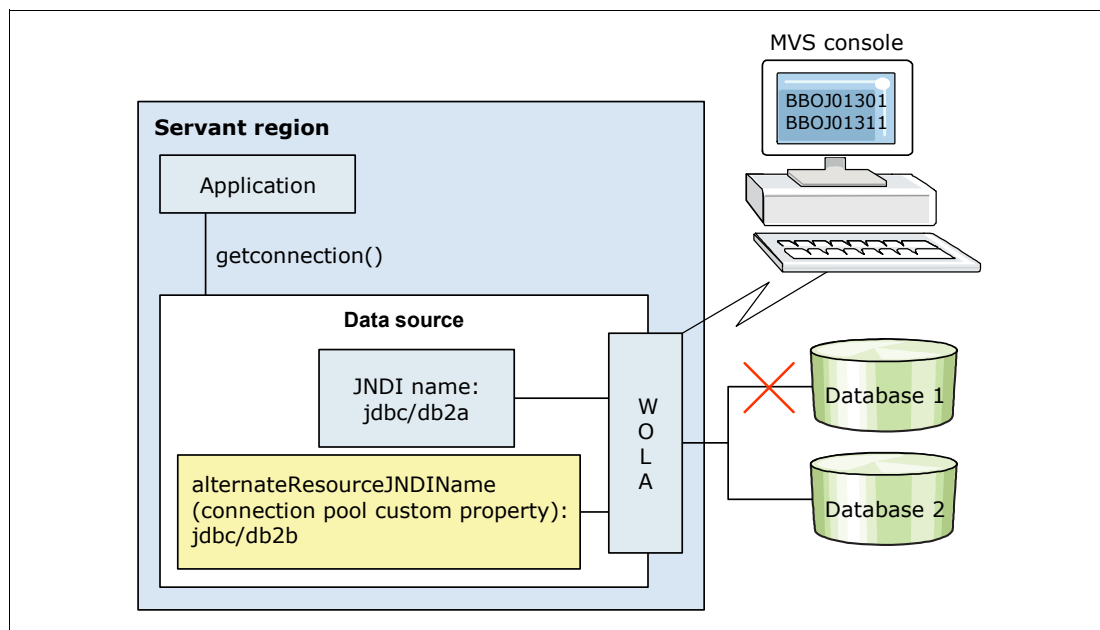 MVS console
BBOJ01301
BBOJ01311
Servant region
Application
getconnection()
Data source
JNDI name:
jdbc/db2a
W
O
L
A
alternateResourceJNDIName
(connection pool custom property):
jdbc/db2b
Database 1
Database 2